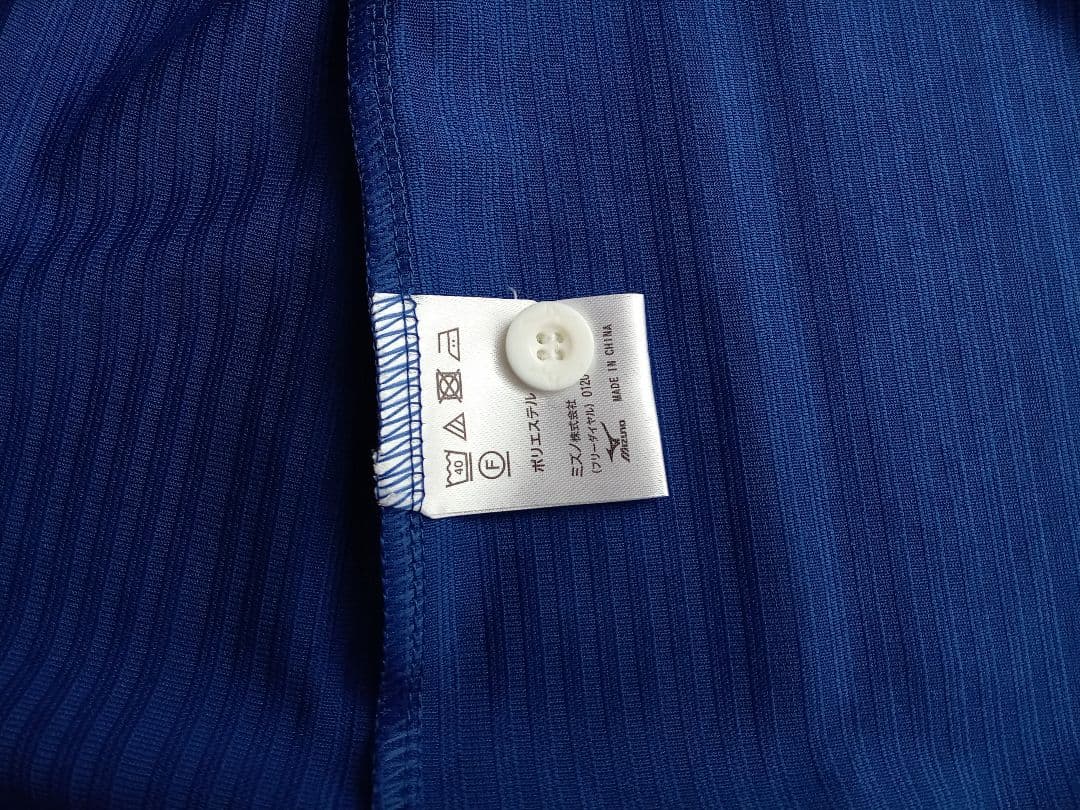 40
F
ポリエステル
ミズノ株式会社
(フリーダイヤル) 0120
MIZUNO
MADE IN CHINA